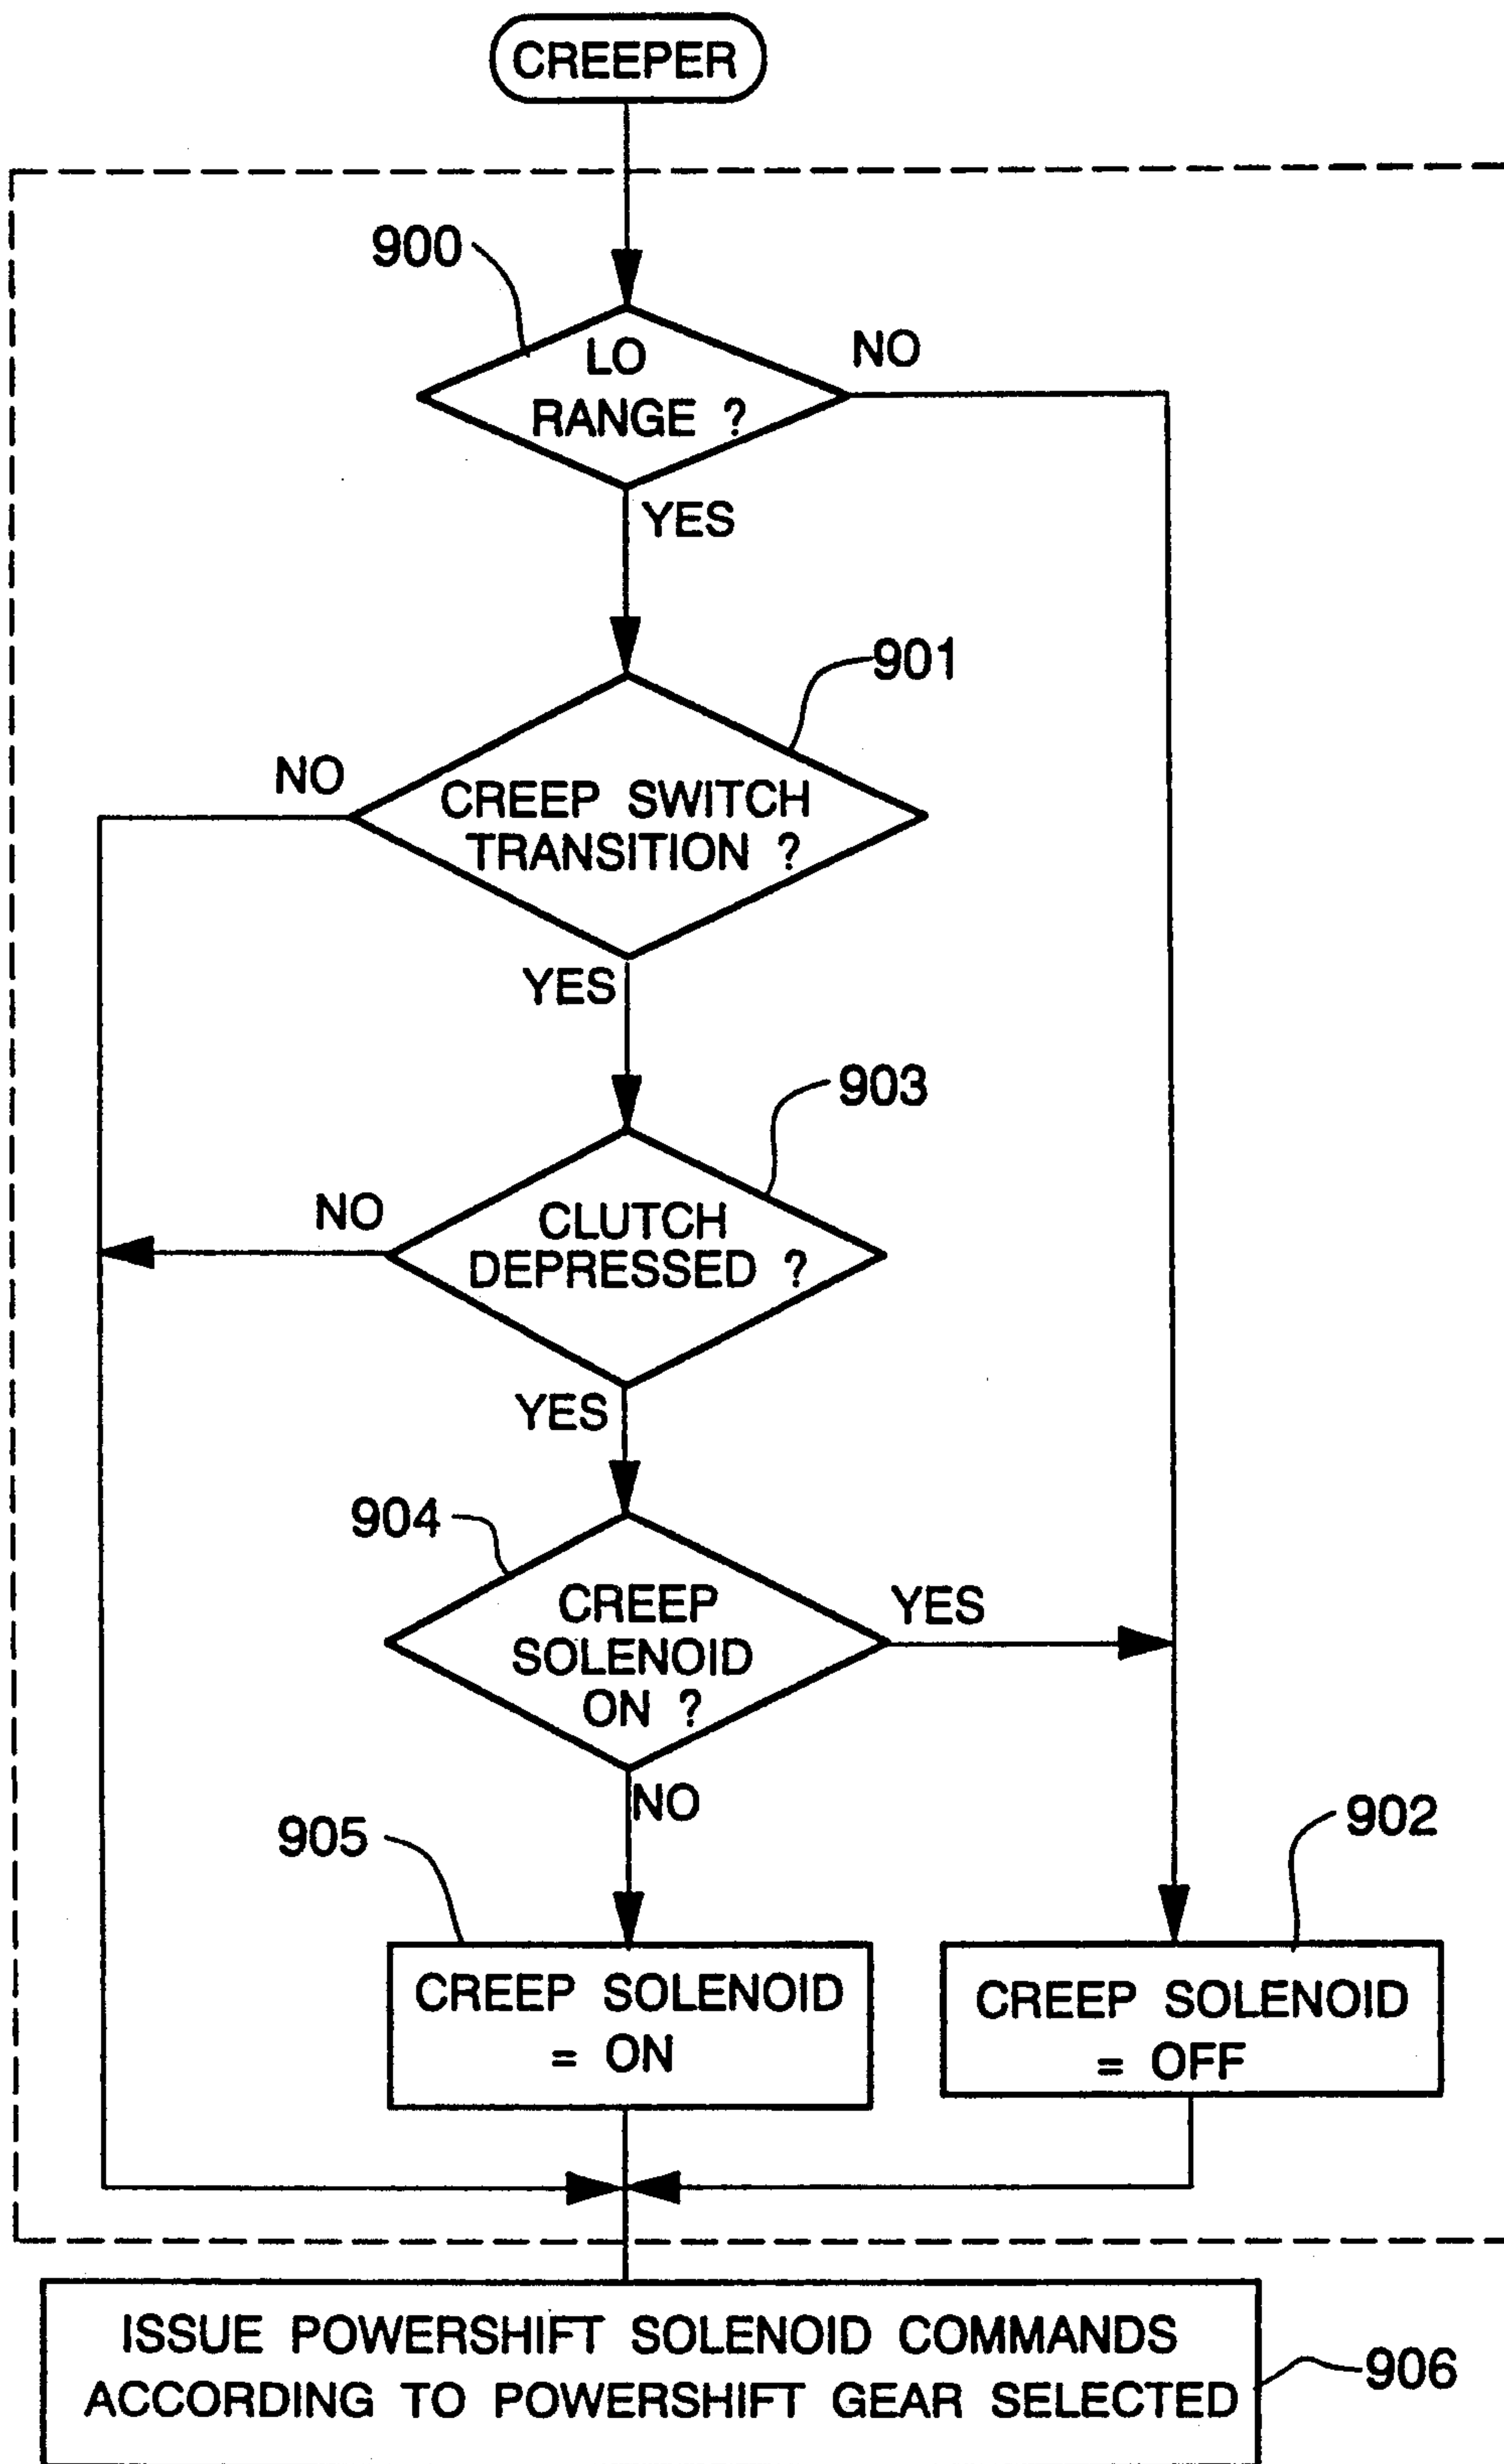 CREEPER
900
LO
RANGE ?
NO
YES
901
CREEP SWITCH
TRANSITION ?
NO
YES
903
CLUTCH
DEPRESSED ?
NO
YES
904
CREEP
SOLENOID
ON ?
YES
NO
905
CREEP SOLENOID
= ON
902
CREEP SOLENOID
= OFF
ISSUE POWERSHIFT SOLENOID COMMANDS
ACCORDING TO POWERSHIFT GEAR SELECTED
906